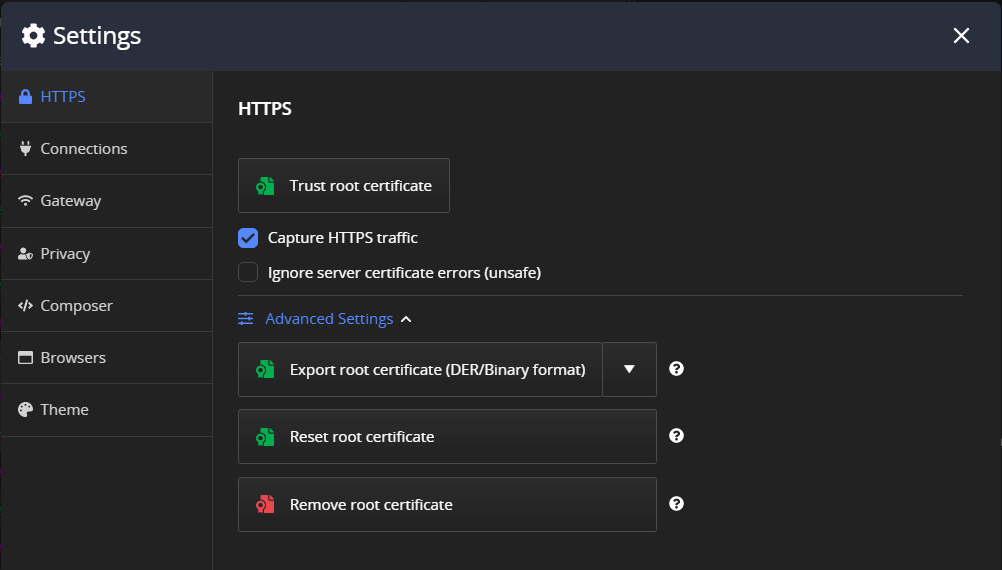 Settings
HTTPS
Connections
Gateway
Privacy
Composer
Browsers
Theme
HTTPS
Trust root certificate
Capture HTTPS traffic
Ignore server certificate errors (unsafe)
Advanced Settings
Export root certificate (DER/Binary format)
Reset root certificate
Remove root certificate